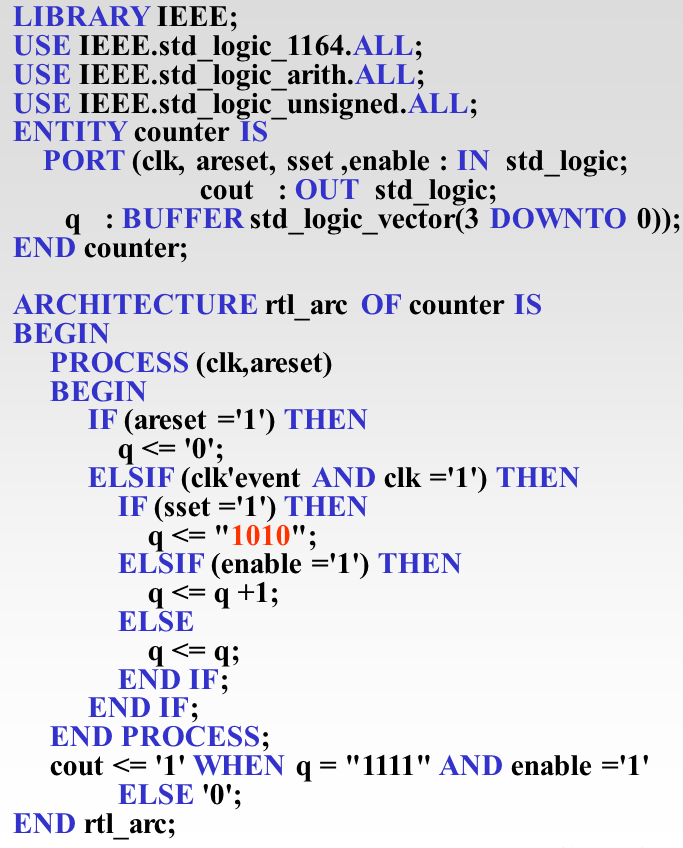 LIBRARY IEEE;
USE IEEE.std_logic_1164.ALL;
USE IEEE.std_logic_arith.ALL;
USE IEEE.std_logic_unsigned.ALL;
ENTITY counter IS
PORT (clk, areset, sset ,enable : IN std_logic;
cout : OUT std_logic;
q : BUFFER std_logic_vector(3 DOWNTO 0));
END counter;
ARCHITECTURE rtl_arc OF counter IS
BEGIN
PROCESS (clk,areset)
BEGIN
IF (areset ='1') THEN
q <= '0';
ELSIF (clk'event AND clk ='1') THEN
IF (sset ='1') THEN
q <= "1010";
ELSIF (enable ='1') THEN
q <= q +1;
ELSE
q <= q;
END IF;
END IF;
END PROCESS;
cout <= '1' WHEN q = "1111" AND enable ='1'
ELSE '0';
END rtl_arc;